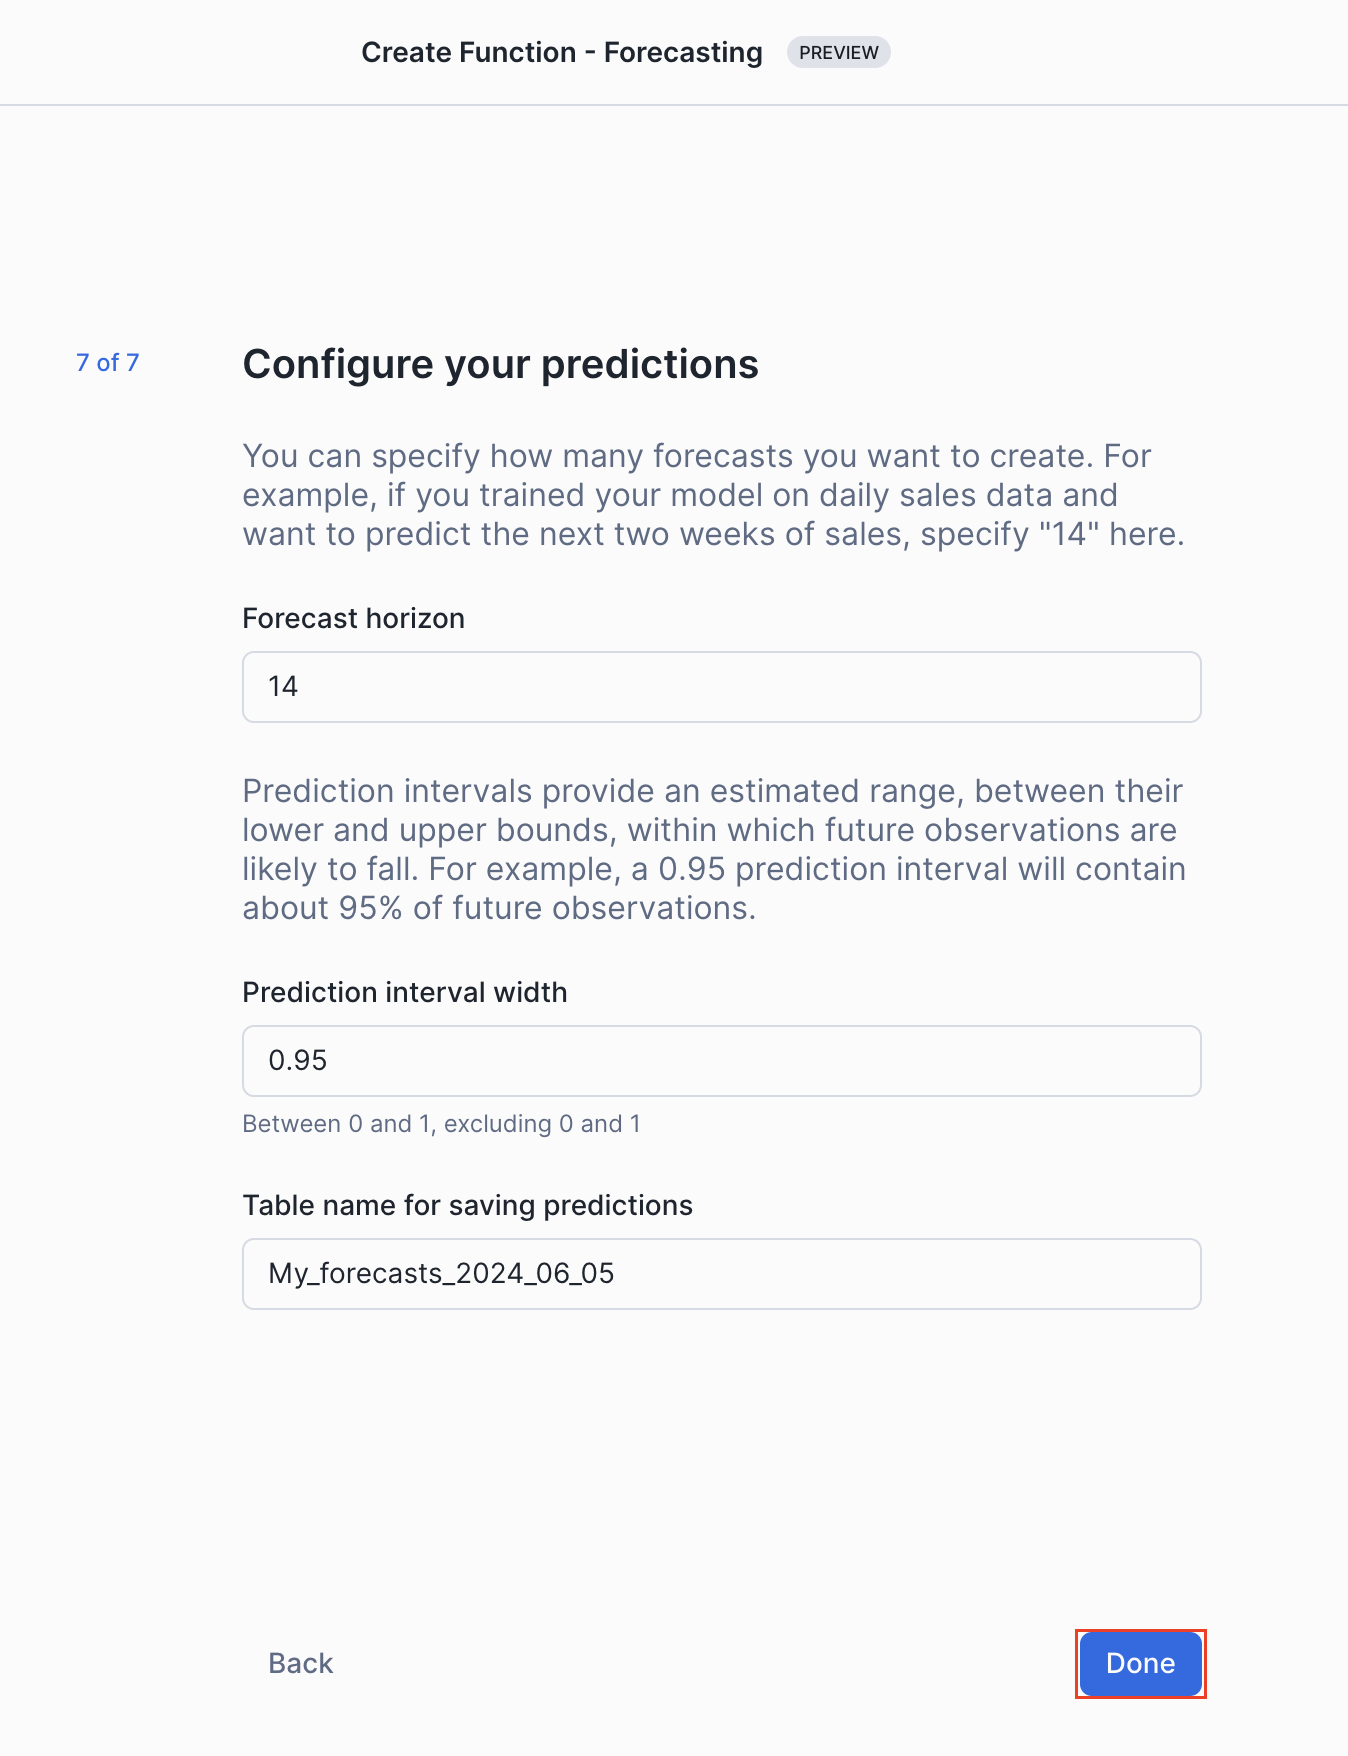 Create Function - Forecasting PREVIEW
7 of 7
Configure your predictions
You can specify how many forecasts you want to create. For
example, if you trained your model on daily sales data and
want to predict the next two weeks of sales, specify "14" here.
Forecast horizon
14
Prediction intervals provide an estimated range, between their
lower and upper bounds, within which future observations are
likely to fall. For example, a 0.95 prediction interval will contain
about 95% of future observations.
Prediction interval width
0.95
Between 0 and 1, excluding 0 and 1
Table name for saving predictions
My_forecasts_2024_06_05
Back
Done